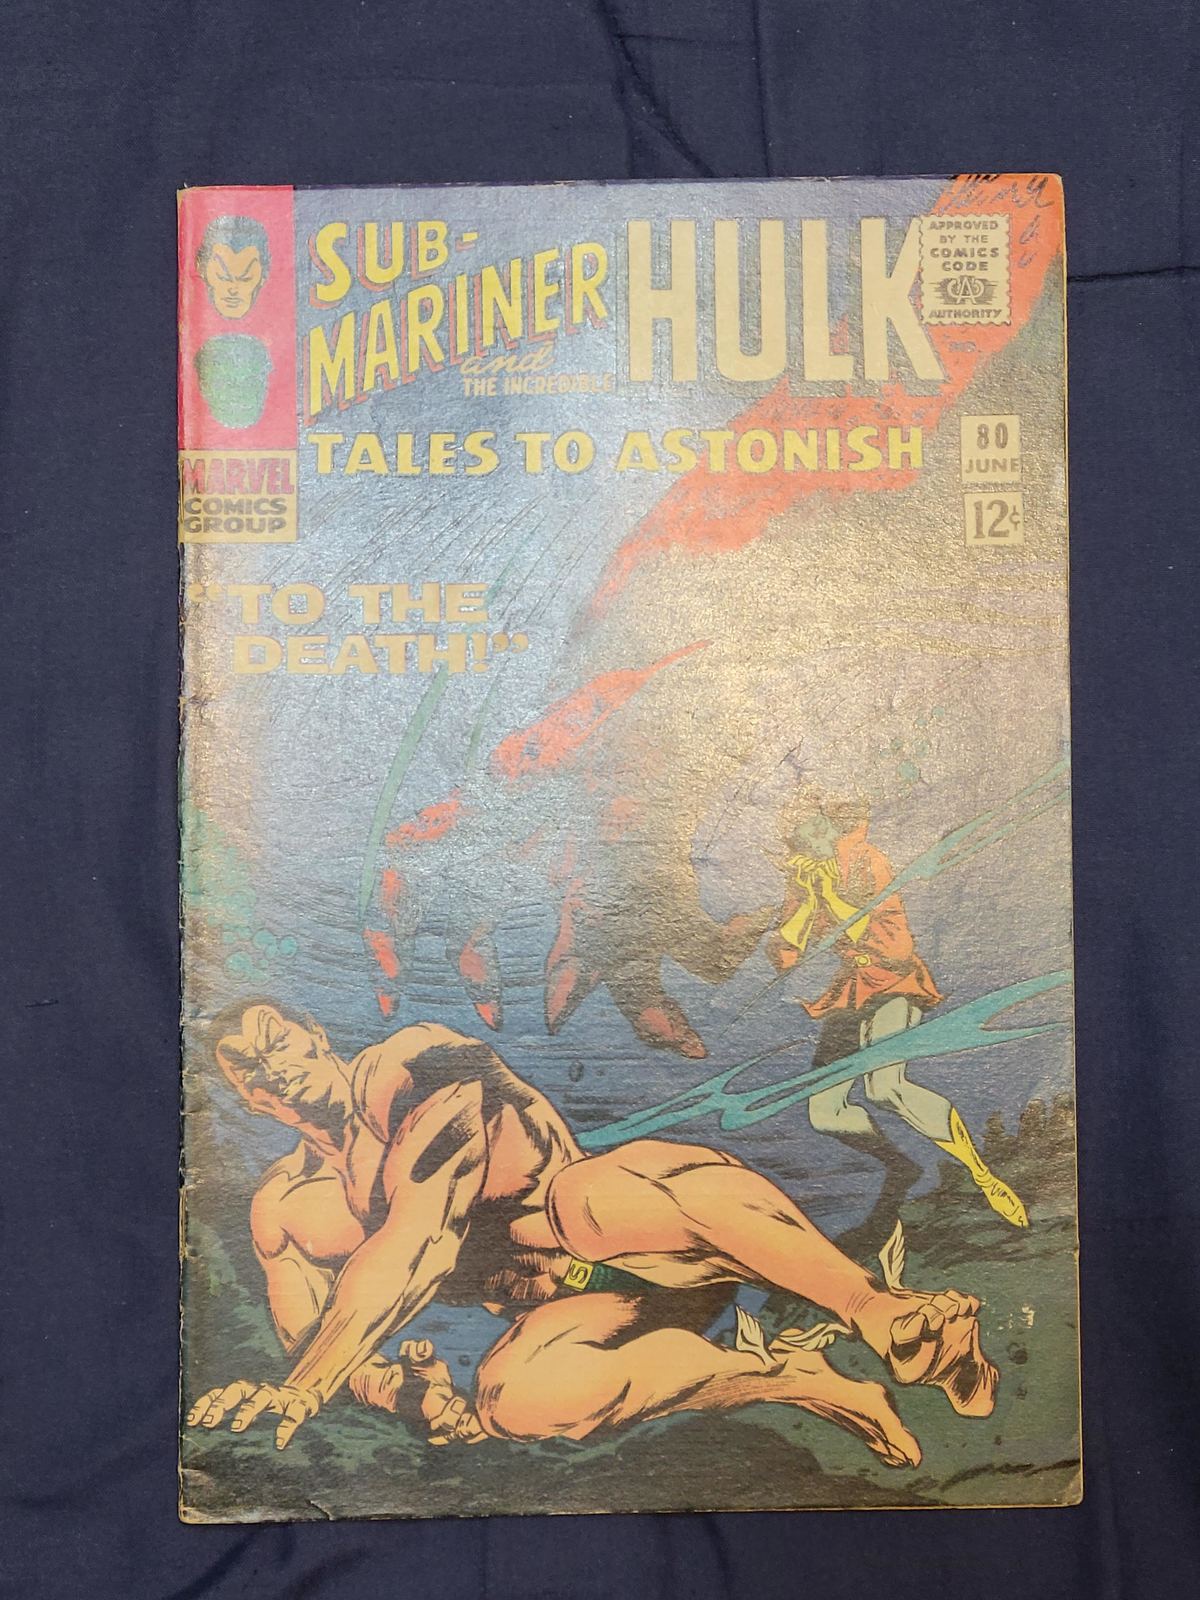 SUB-
MARINER
and
THE INCREDIBLE
HULK
APPROVED
BY THE
COMICS
CODE
A
AUTHORITY
TALES TO ASTONISH
80
JUNE
12¢
MARVEL
COMICS
GROUP
"TO THE
DEATH!"
S